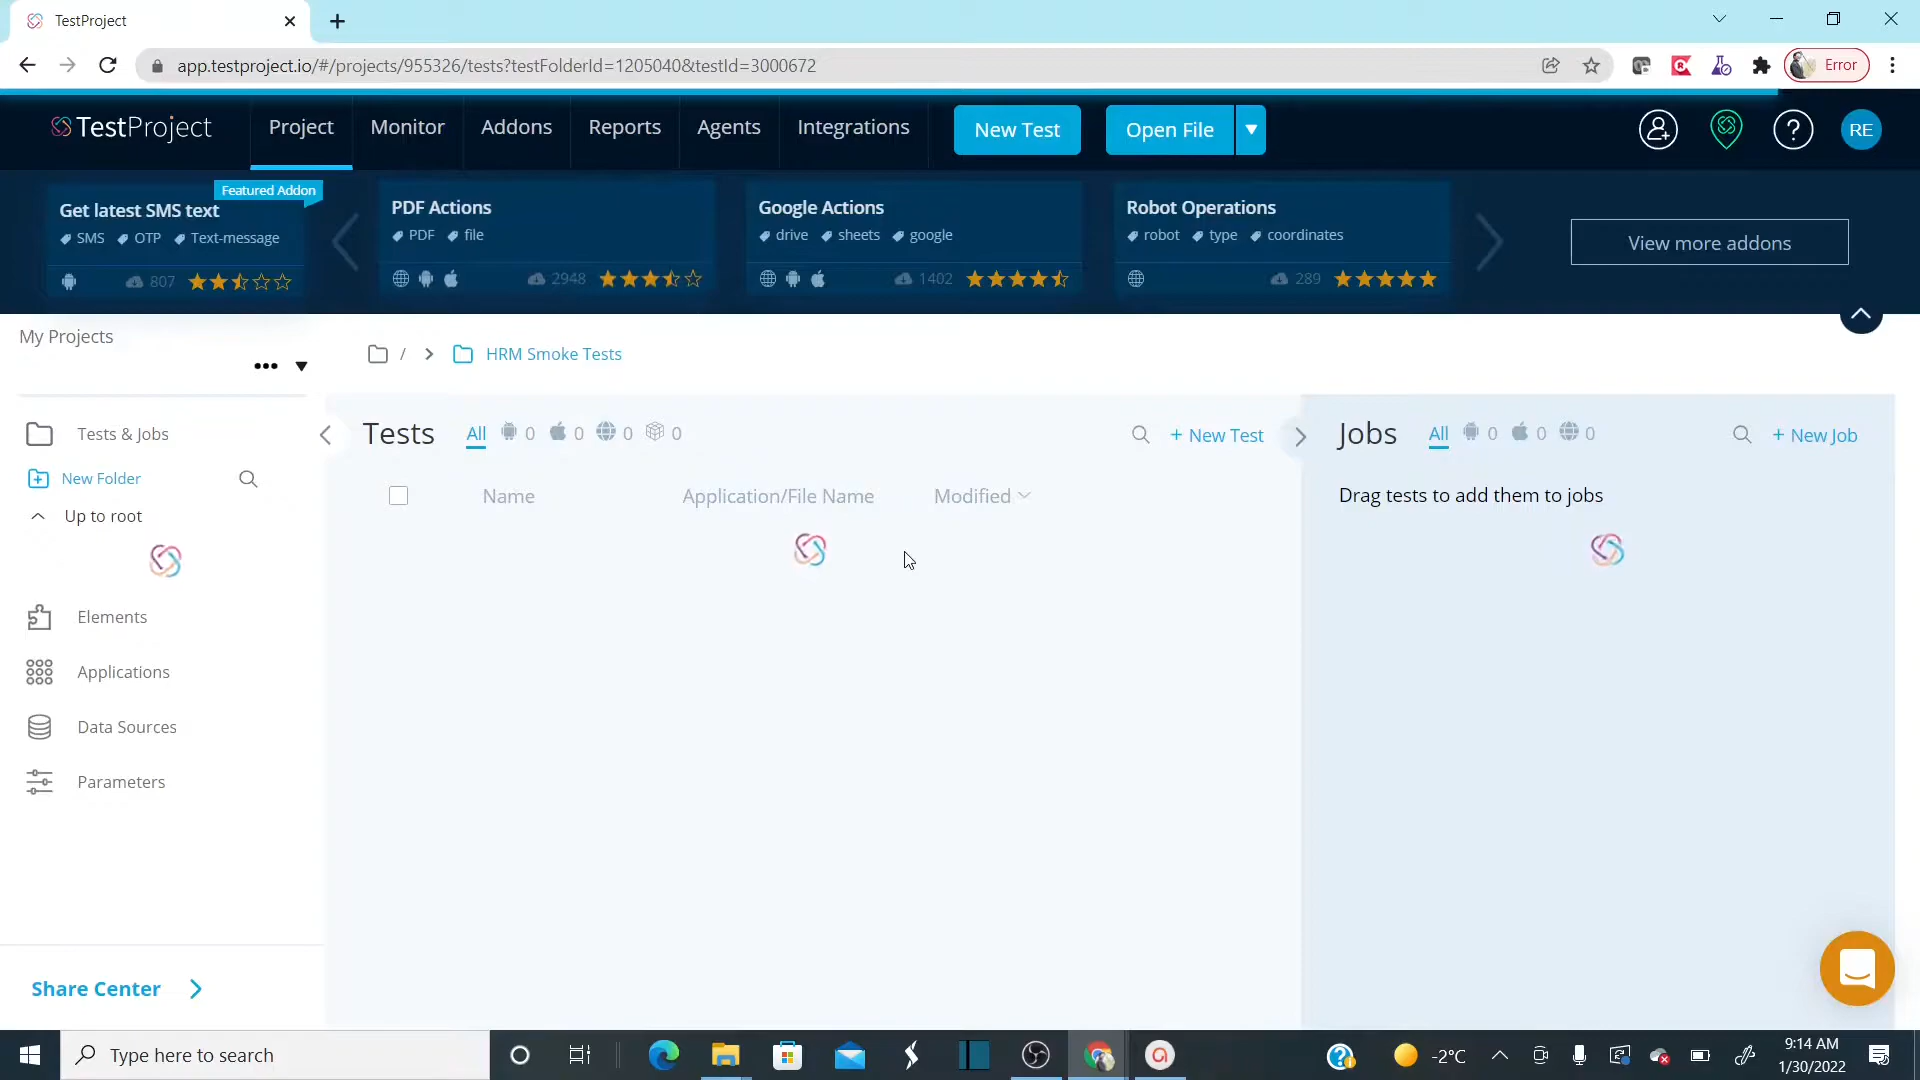 TestProject
app.testproject.io/#/projects/955326/tests?testFolderId=1205040&testId=3000672
Error
TestProject
Project
Monitor
Addons
Reports
Agents
Integrations
New Test
Open File
RE
Featured Addon
Get latest SMS text
SMS OTP Text-message
807
PDF Actions
PDF file
2948
Google Actions
drive sheets google
1402
Robot Operations
robot type coordinates
289
View more addons
My Projects
/ HRM Smoke Tests
Tests & Jobs
New Folder
Up to root
Elements
Applications
Data Sources
Parameters
Share Center
Tests All 0 0 0 0
+ New Test
Name Application/File Name Modified
Jobs All 0 0 0
+ New Job
Drag tests to add them to jobs
Type here to search
-2°C
9:14 AM
1/30/2022